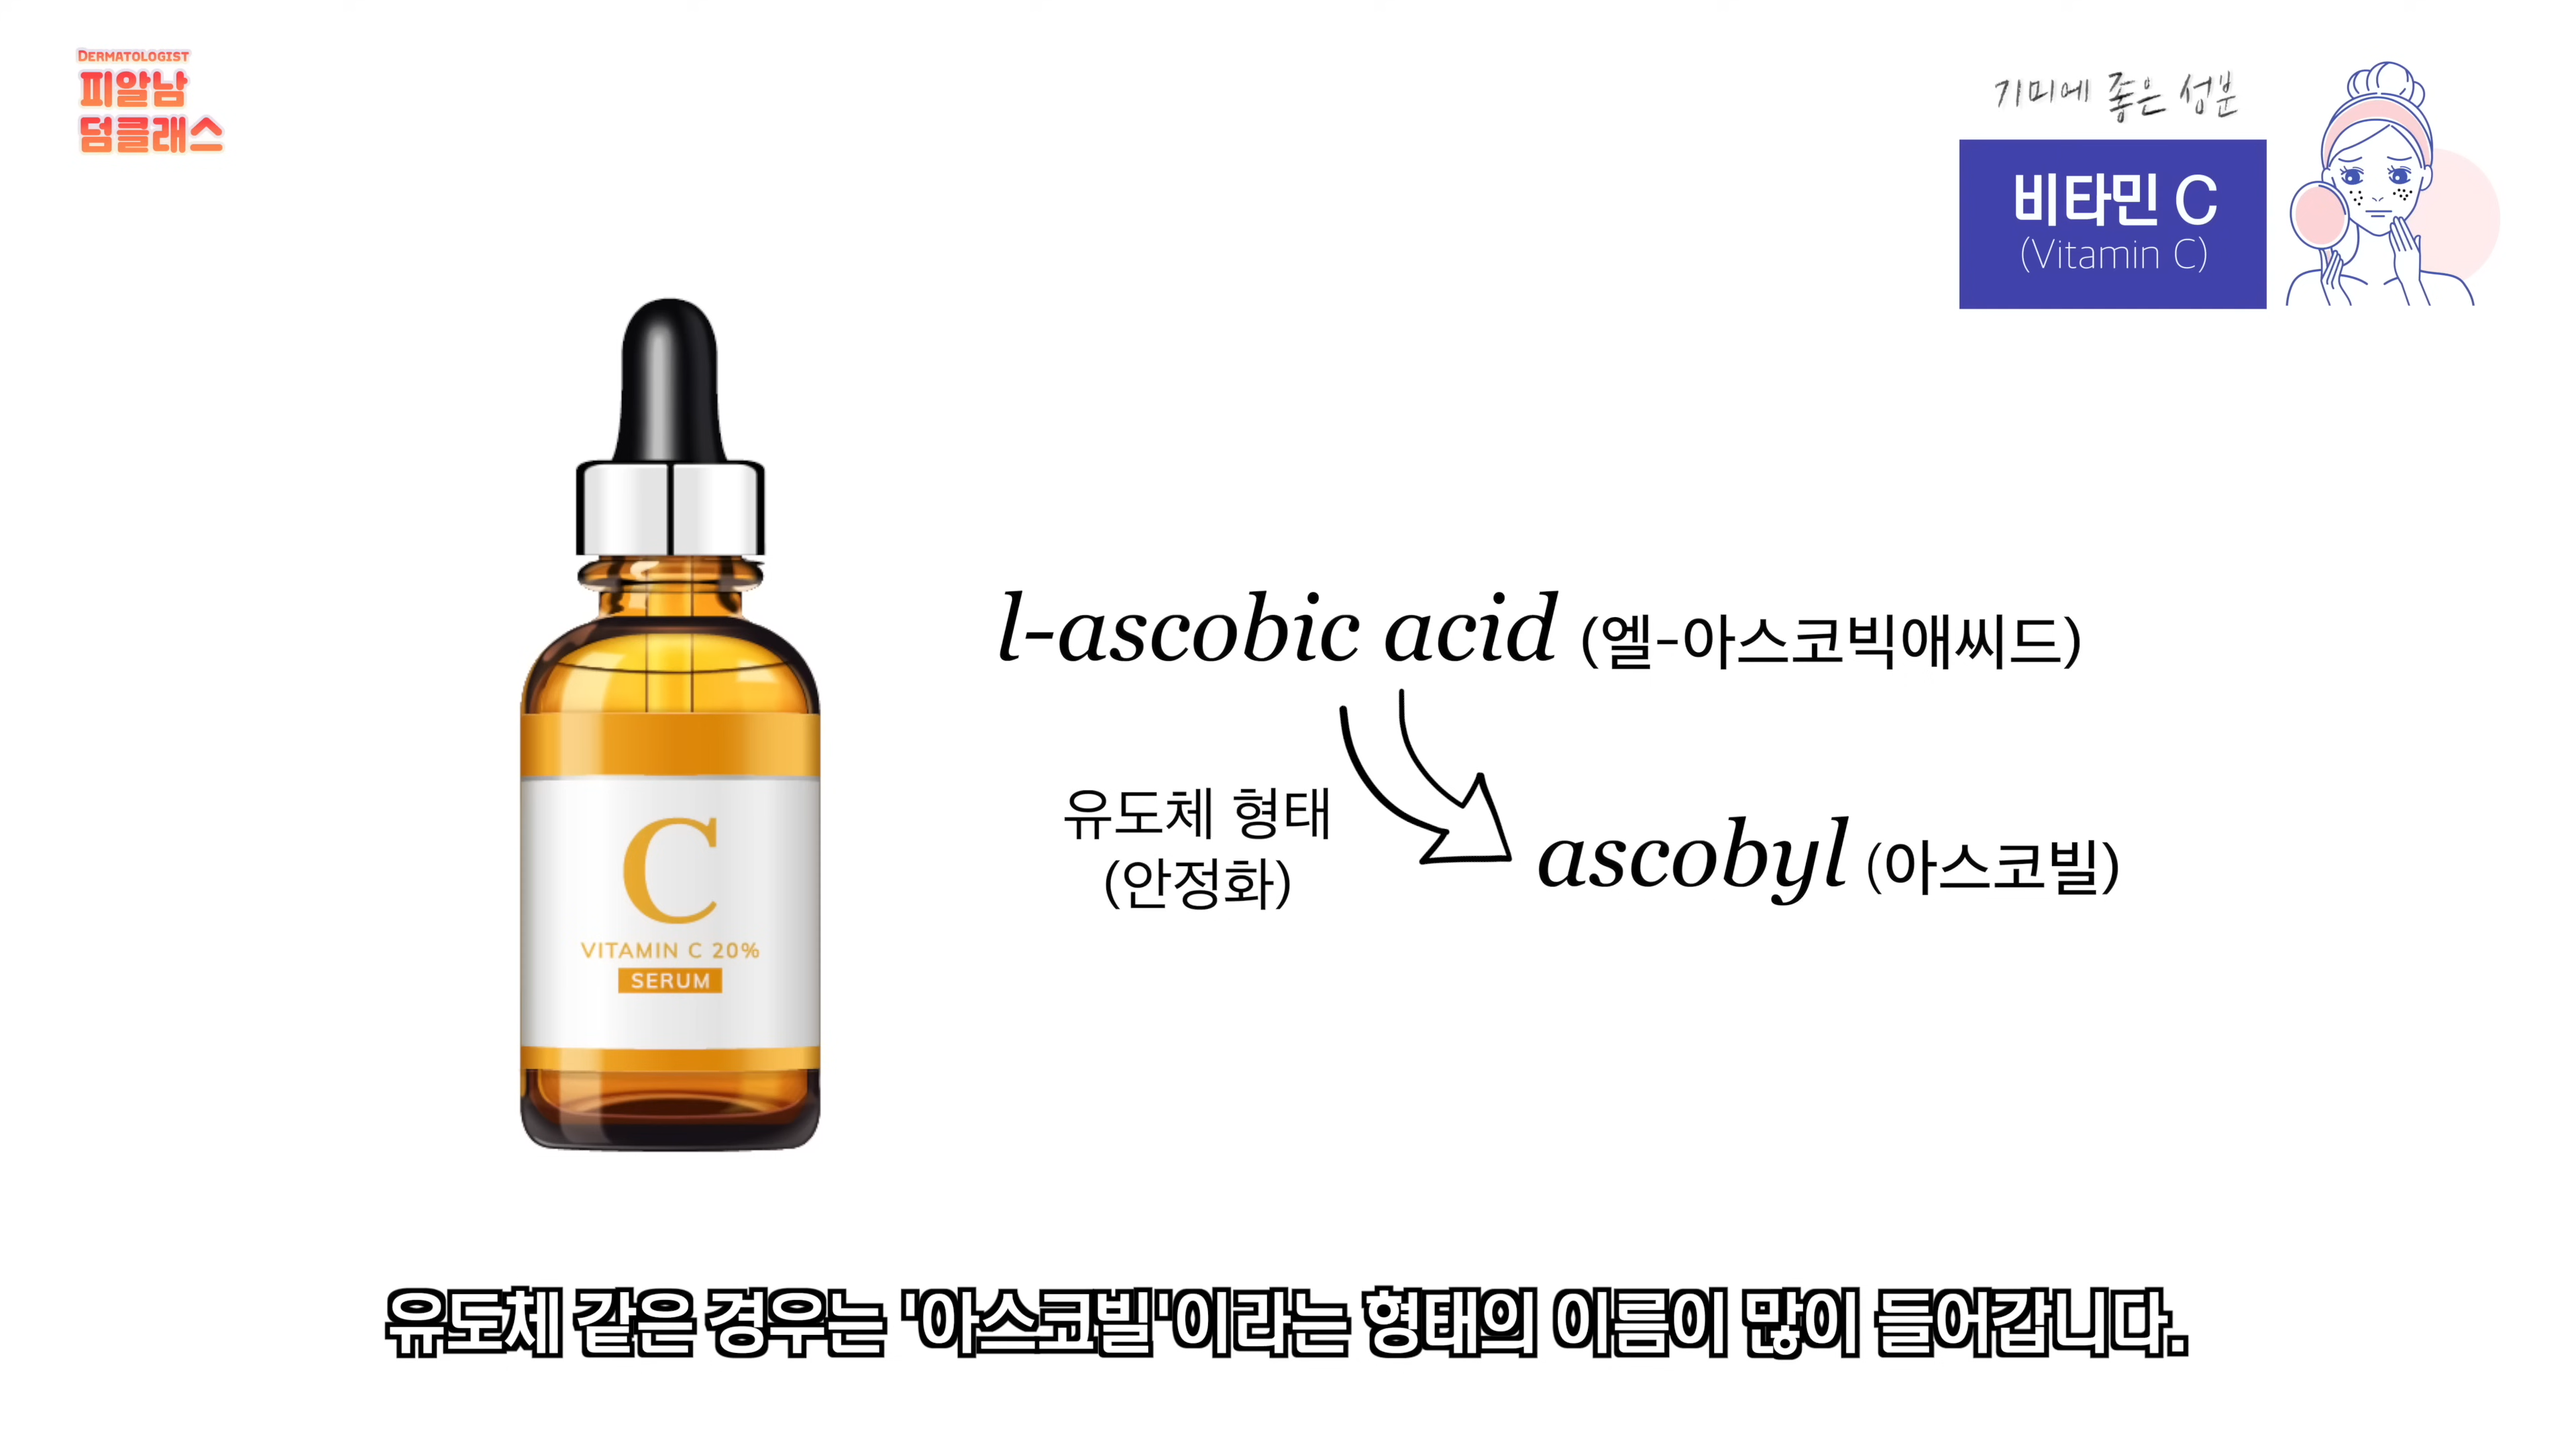 DERMATOLOGIST
피알남
덤클래스
기미에 좋은 성분
비타민 C
(Vitamin C)
l-ascobic acid (엘-아스코빅애씨드)
유도체 형태
(안정화)
ascobyl (아스코빌)
C
VITAMIN C 20%
SERUM
유도체 같은 경우는 '아스코빌'이라는 형태의 이름이 많이 들어갑니다.